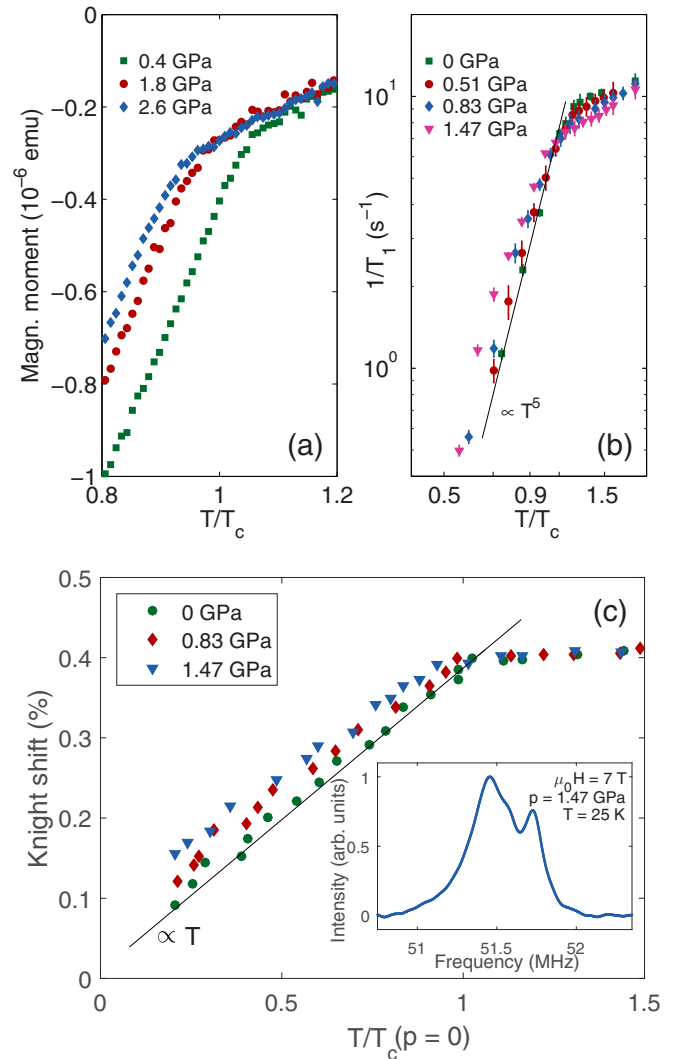 0.4 GPa
1.8 GPa
2.6 GPa
0
−0.2
−0.4
−0.6
−0.8
−1
Magn. moment (10⁻⁶ emu)
0.8
1
1.2
T/T_c
(a)
0 GPa
0.51 GPa
0.83 GPa
1.47 GPa
10¹
10⁰
1/T₁ (s⁻¹)
∝ T⁵
0.5
0.9
1.5
T/T_c
(b)
0 GPa
0.83 GPa
1.47 GPa
(c)
0.5
0.4
0.3
0.2
0.1
0
Knight shift (%)
∝ T
0
0.5
1
1.5
T/T_c(p = 0)
μ₀H = 7 T
p = 1.47 GPa
T = 25 K
1
0.5
0
Intensity (arb. units)
51
51.5
52
Frequency (MHz)